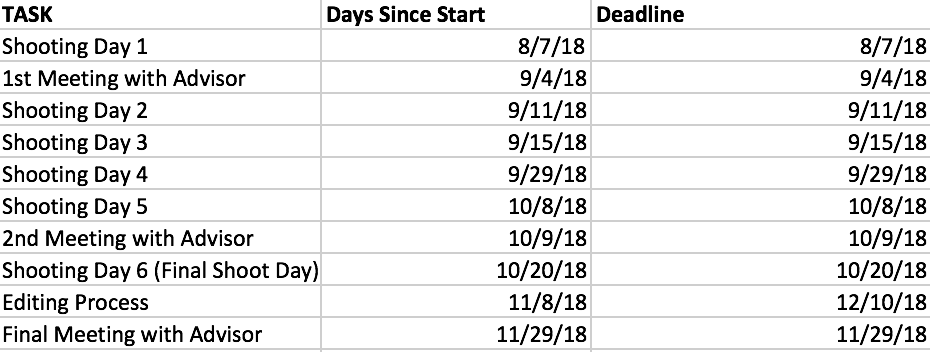 TASK Days Since Start Deadline
Shooting Day 1 8/7/18 8/7/18
1st Meeting with Advisor 9/4/18 9/4/18
Shooting Day 2 9/11/18 9/11/18
Shooting Day 3 9/15/18 9/15/18
Shooting Day 4 9/29/18 9/29/18
Shooting Day 5 10/8/18 10/8/18
2nd Meeting with Advisor 10/9/18 10/9/18
Shooting Day 6 (Final Shoot Day) 10/20/18 10/20/18
Editing Process 11/8/18 12/10/18
Final Meeting with Advisor 11/29/18 11/29/18